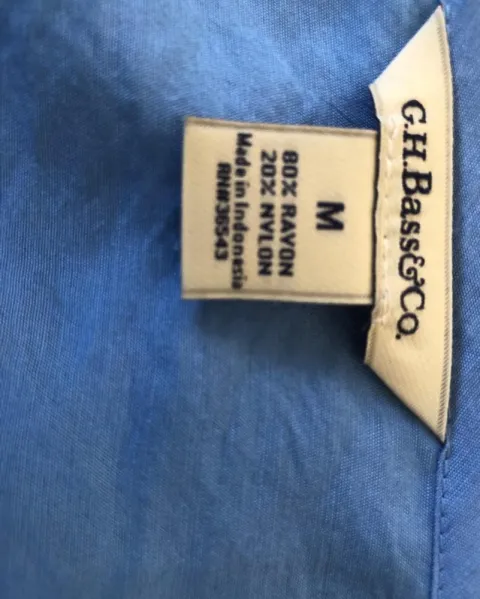 G.H.Bass&Co.
M
80% RAYON
20% NYLON
Made in Indonesia
RN#36543